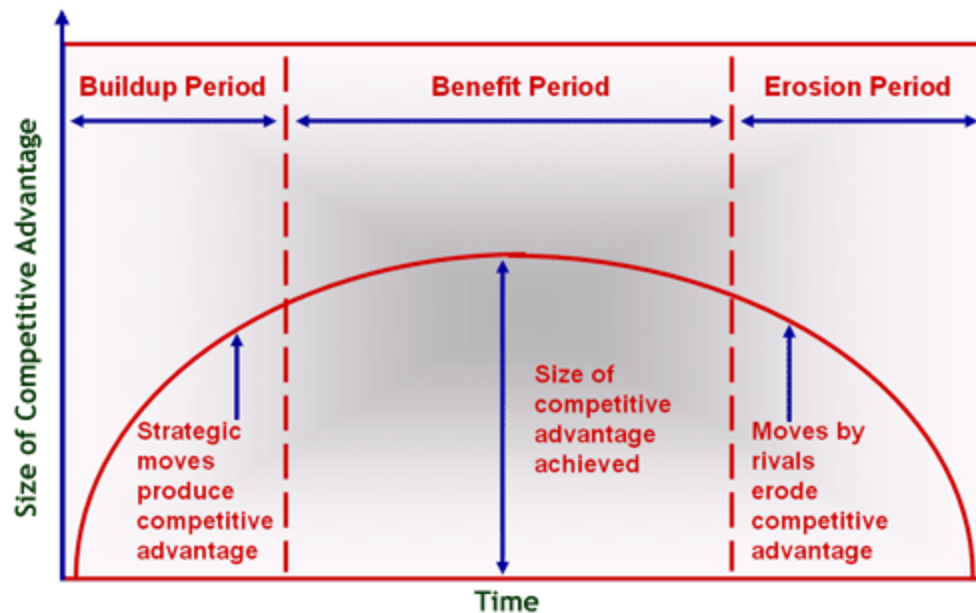 Buildup Period
Benefit Period
Erosion Period
Size of Competitive Advantage
Strategic
moves
produce
competitive
advantage
Size of
competitive
advantage
achieved
Moves by
rivals
erode
competitive
advantage
Time